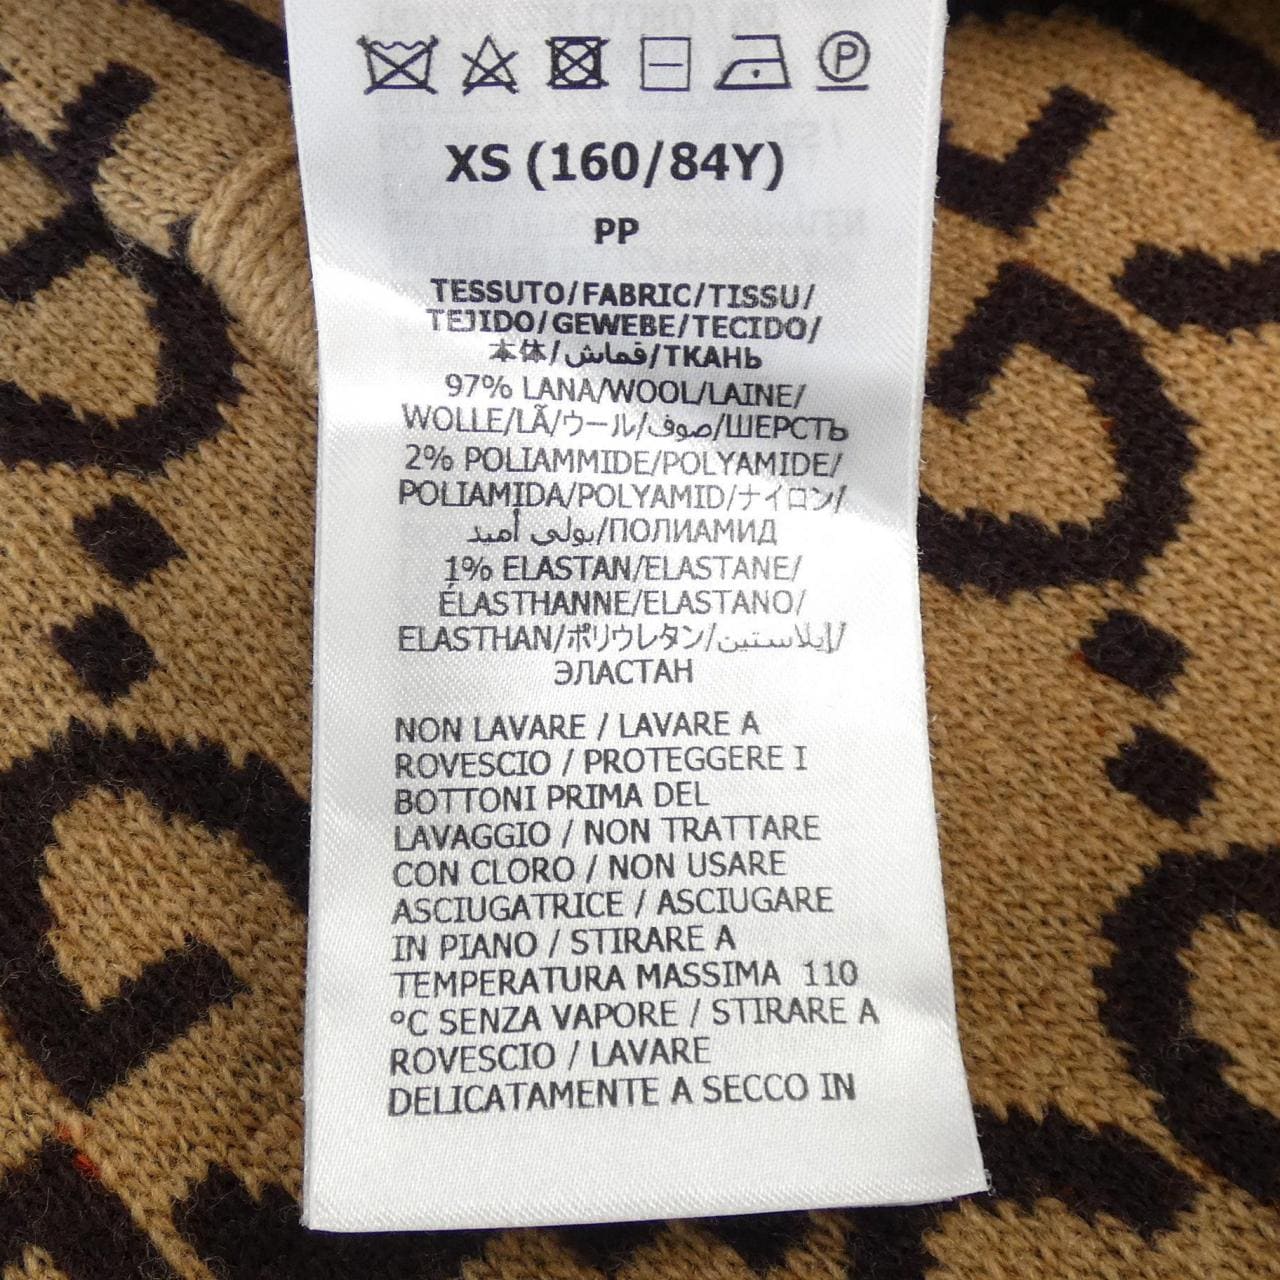 P
XS (160/84Y)
PP
TESSUTO/FABRIC/TISSU/
TEJIDO/GEWEBE/TECIDO/
本体/قماش/ТКАНЬ
97% LANA/WOOL/LAINE/
WOLLE/LÃ/ウール/صوف/ШЕРСТЬ
2% POLIAMMIDE/POLYAMIDE/
POLIAMIDA/POLYAMID/ナイロン/
بولي أميد/ПОЛИАМИД
1% ELASTAN/ELASTANE/
ÉLASTHANNE/ELASTANO/
ELASTHAN/ポリウレタン/إيلاستين/
ЭЛАСТАН
NON LAVARE / LAVARE A
ROVESCIO / PROTEGGERE I
BOTTONI PRIMA DEL
LAVAGGIO / NON TRATTARE
CON CLORO / NON USARE
ASCIUGATRICE / ASCIUGARE
IN PIANO / STIRARE A
TEMPERATURA MASSIMA 110
°C SENZA VAPORE / STIRARE A
ROVESCIO / LAVARE
DELICATAMENTE A SECCO IN